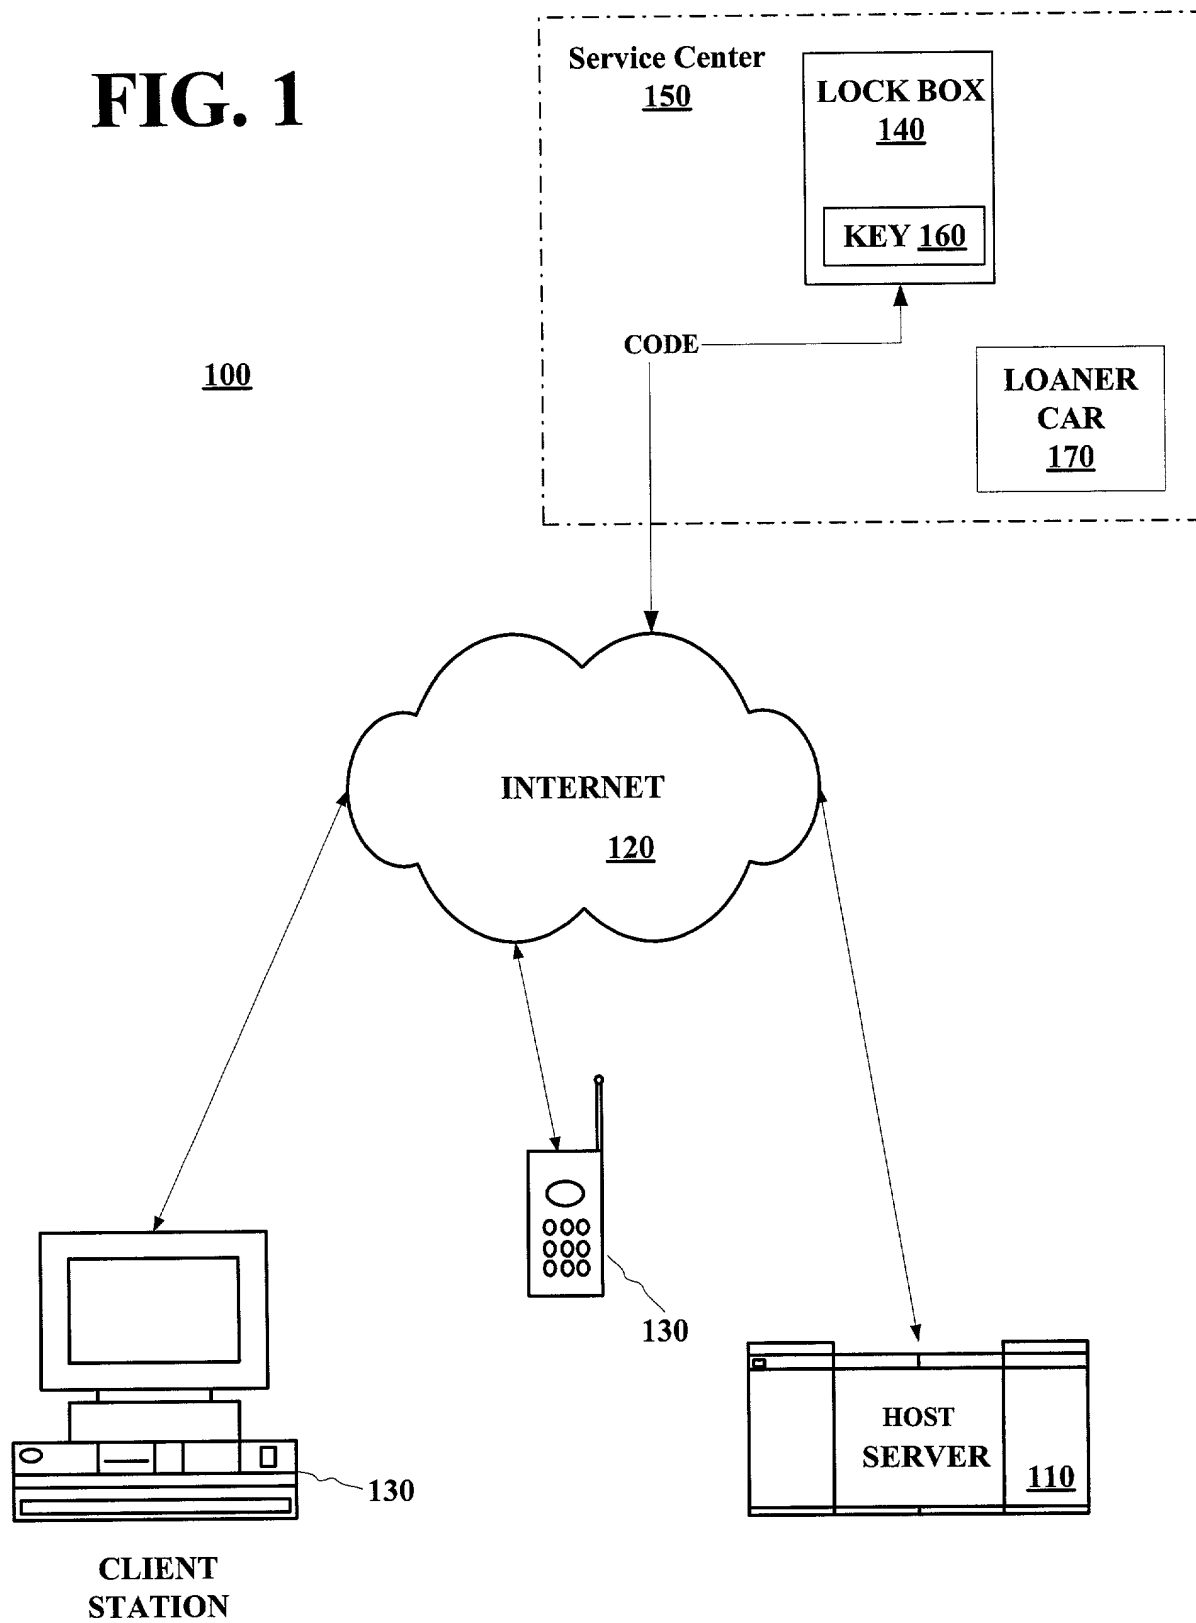 FIG. 1
Service Center
150
LOCK BOX
140
KEY 160
CODE
100
LOANER
CAR
170
INTERNET
120
130
HOST
SERVER
110
130
CLIENT
STATION